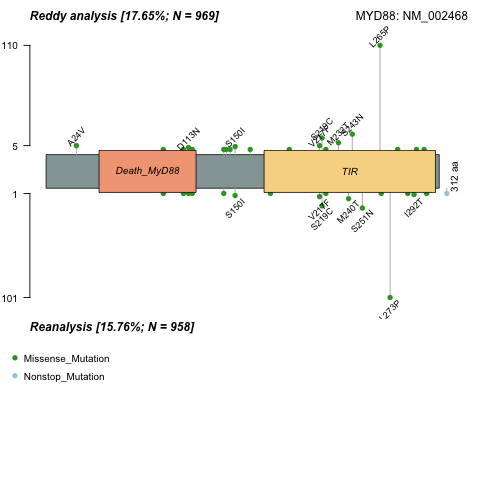 Reddy analysis [17.65%; N = 969]
MYD88: NM_002468
110
L265P
5
A24V
D113N
S150I
V217F
S219C
M232T
S243N
Death_MyD88
TIR
312 aa
1
S150I
V217F
S219C
M240T
S251N
I292T
101
L273P
Reanalysis [15.76%; N = 958]
Missense_Mutation
Nonstop_Mutation